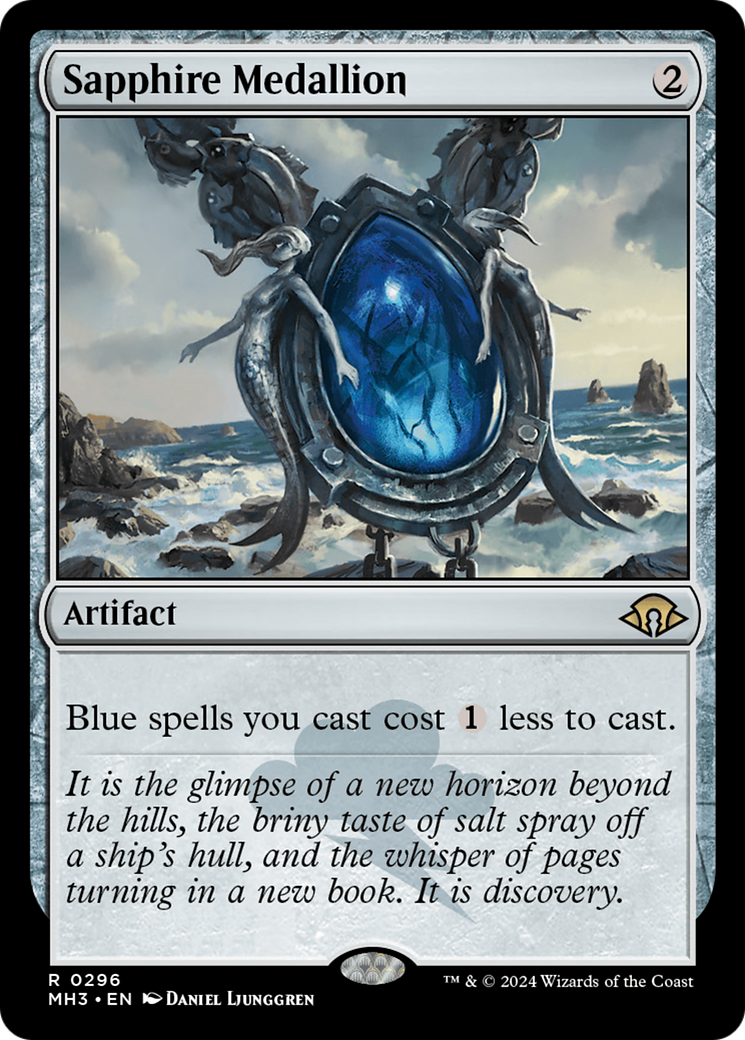 Sapphire Medallion 2
Artifact
Blue spells you cast cost 1 less to cast.
It is the glimpse of a new horizon beyond
the hills, the briny taste of salt spray off
a ship's hull, and the whisper of pages
turning in a new book. It is discovery.
R 0296
MH3 • EN Daniel Ljunggren
™ & © 2024 Wizards of the Coast